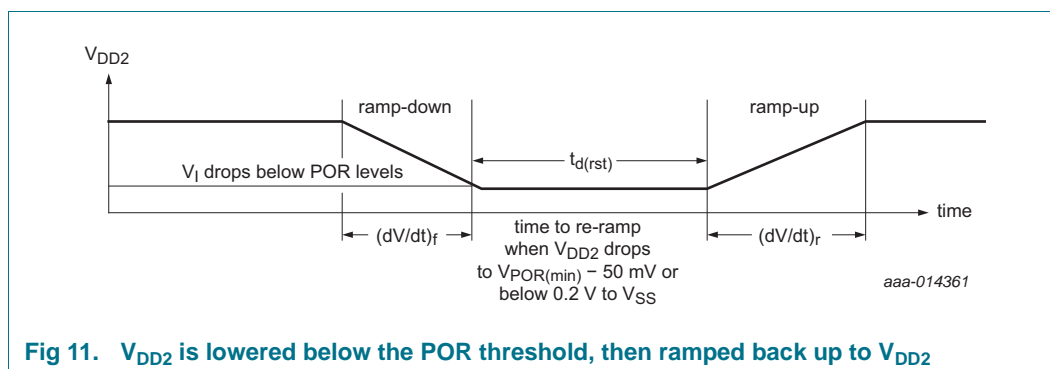 VDD2
ramp-down
ramp-up
td(rst)
VI drops below POR levels
time
(dV/dt)f
time to re-ramp
when VDD2 drops
to VPOR(min) − 50 mV or
below 0.2 V to VSS
(dV/dt)r
aaa-014361
Fig 11. VDD2 is lowered below the POR threshold, then ramped back up to VDD2